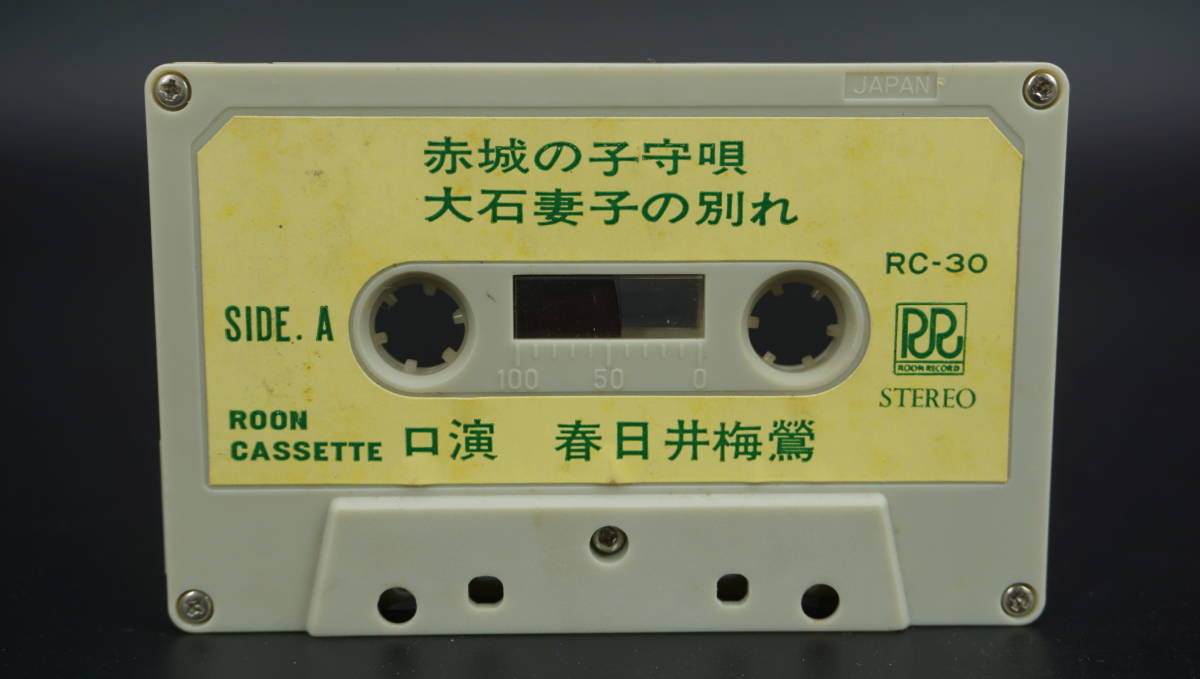 JAPAN
赤城の子守唄
大石妻子の別れ
RC-30
SIDE. A
ROON RECORD
100 50 0
STEREO
ROON
CASSETTE
口演 春日井梅鶯